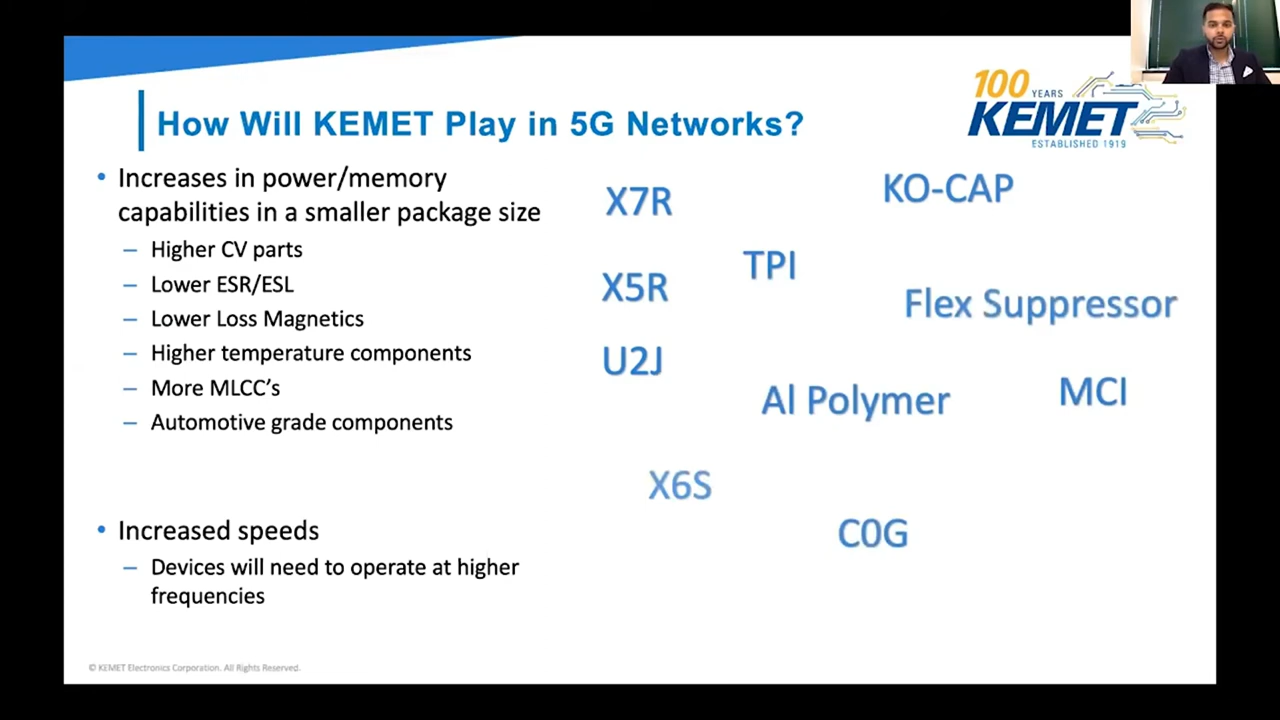 How Will KEMET Play in 5G Networks?
100 YEARS
KEMET
ESTABLISHED 1919
• Increases in power/memory
capabilities in a smaller package size
– Higher CV parts
– Lower ESR/ESL
– Lower Loss Magnetics
– Higher temperature components
– More MLCC’s
– Automotive grade components
• Increased speeds
– Devices will need to operate at higher
frequencies
X7R
KO-CAP
TPI
X5R
Flex Suppressor
U2J
Al Polymer
MCI
X6S
C0G
© KEMET Electronics Corporation. All Rights Reserved.